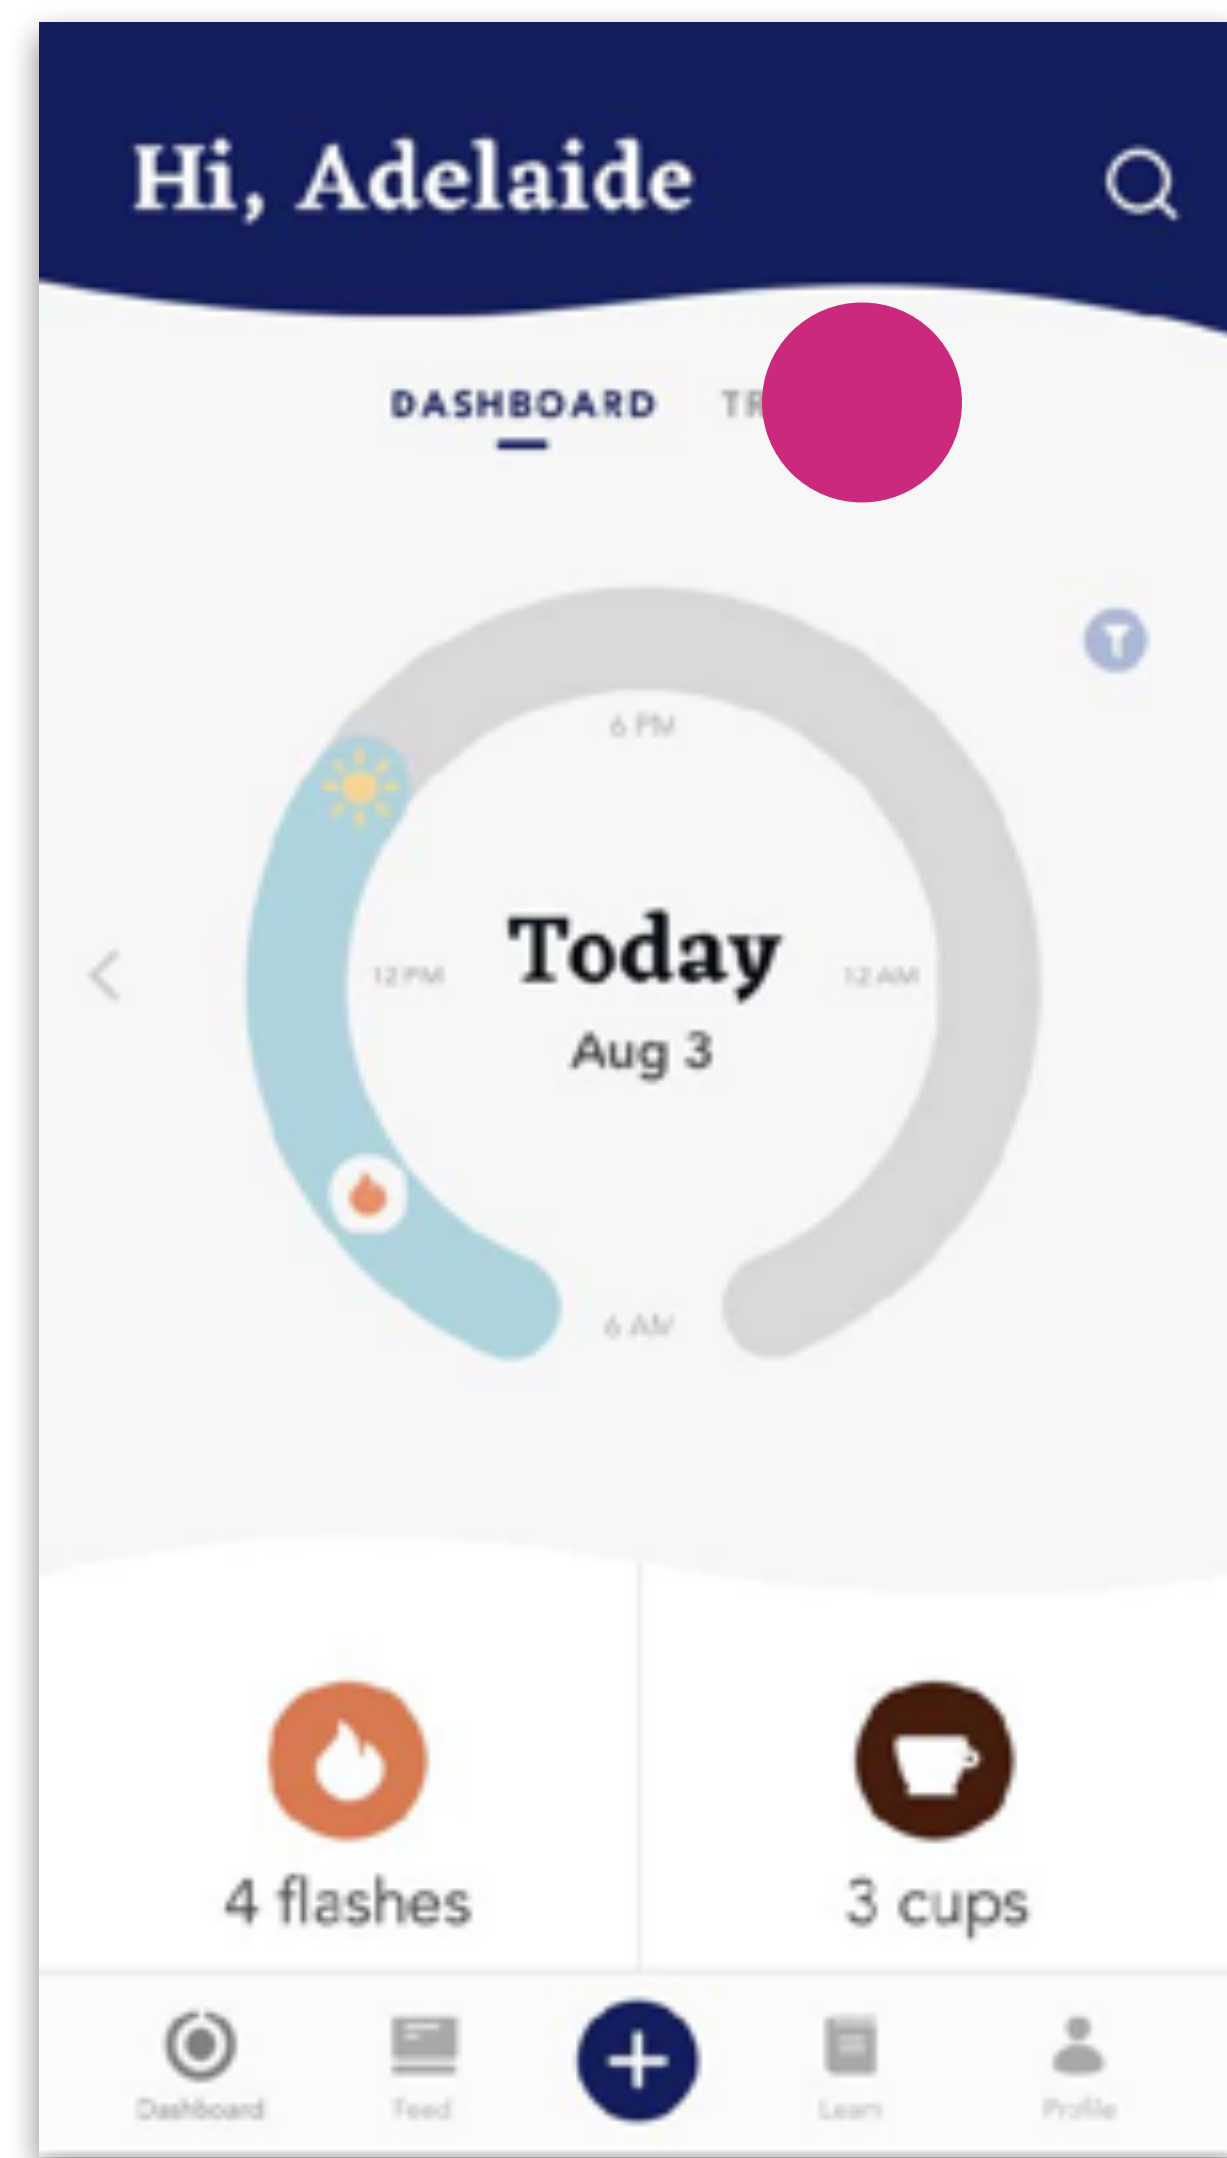 Hi, Adelaide
DASHBOARD
6 PM
12 PM
Today
12 AM
Aug 3
6 AM
4 flashes
3 cups
Dashboard
Feed
Learn
Profile